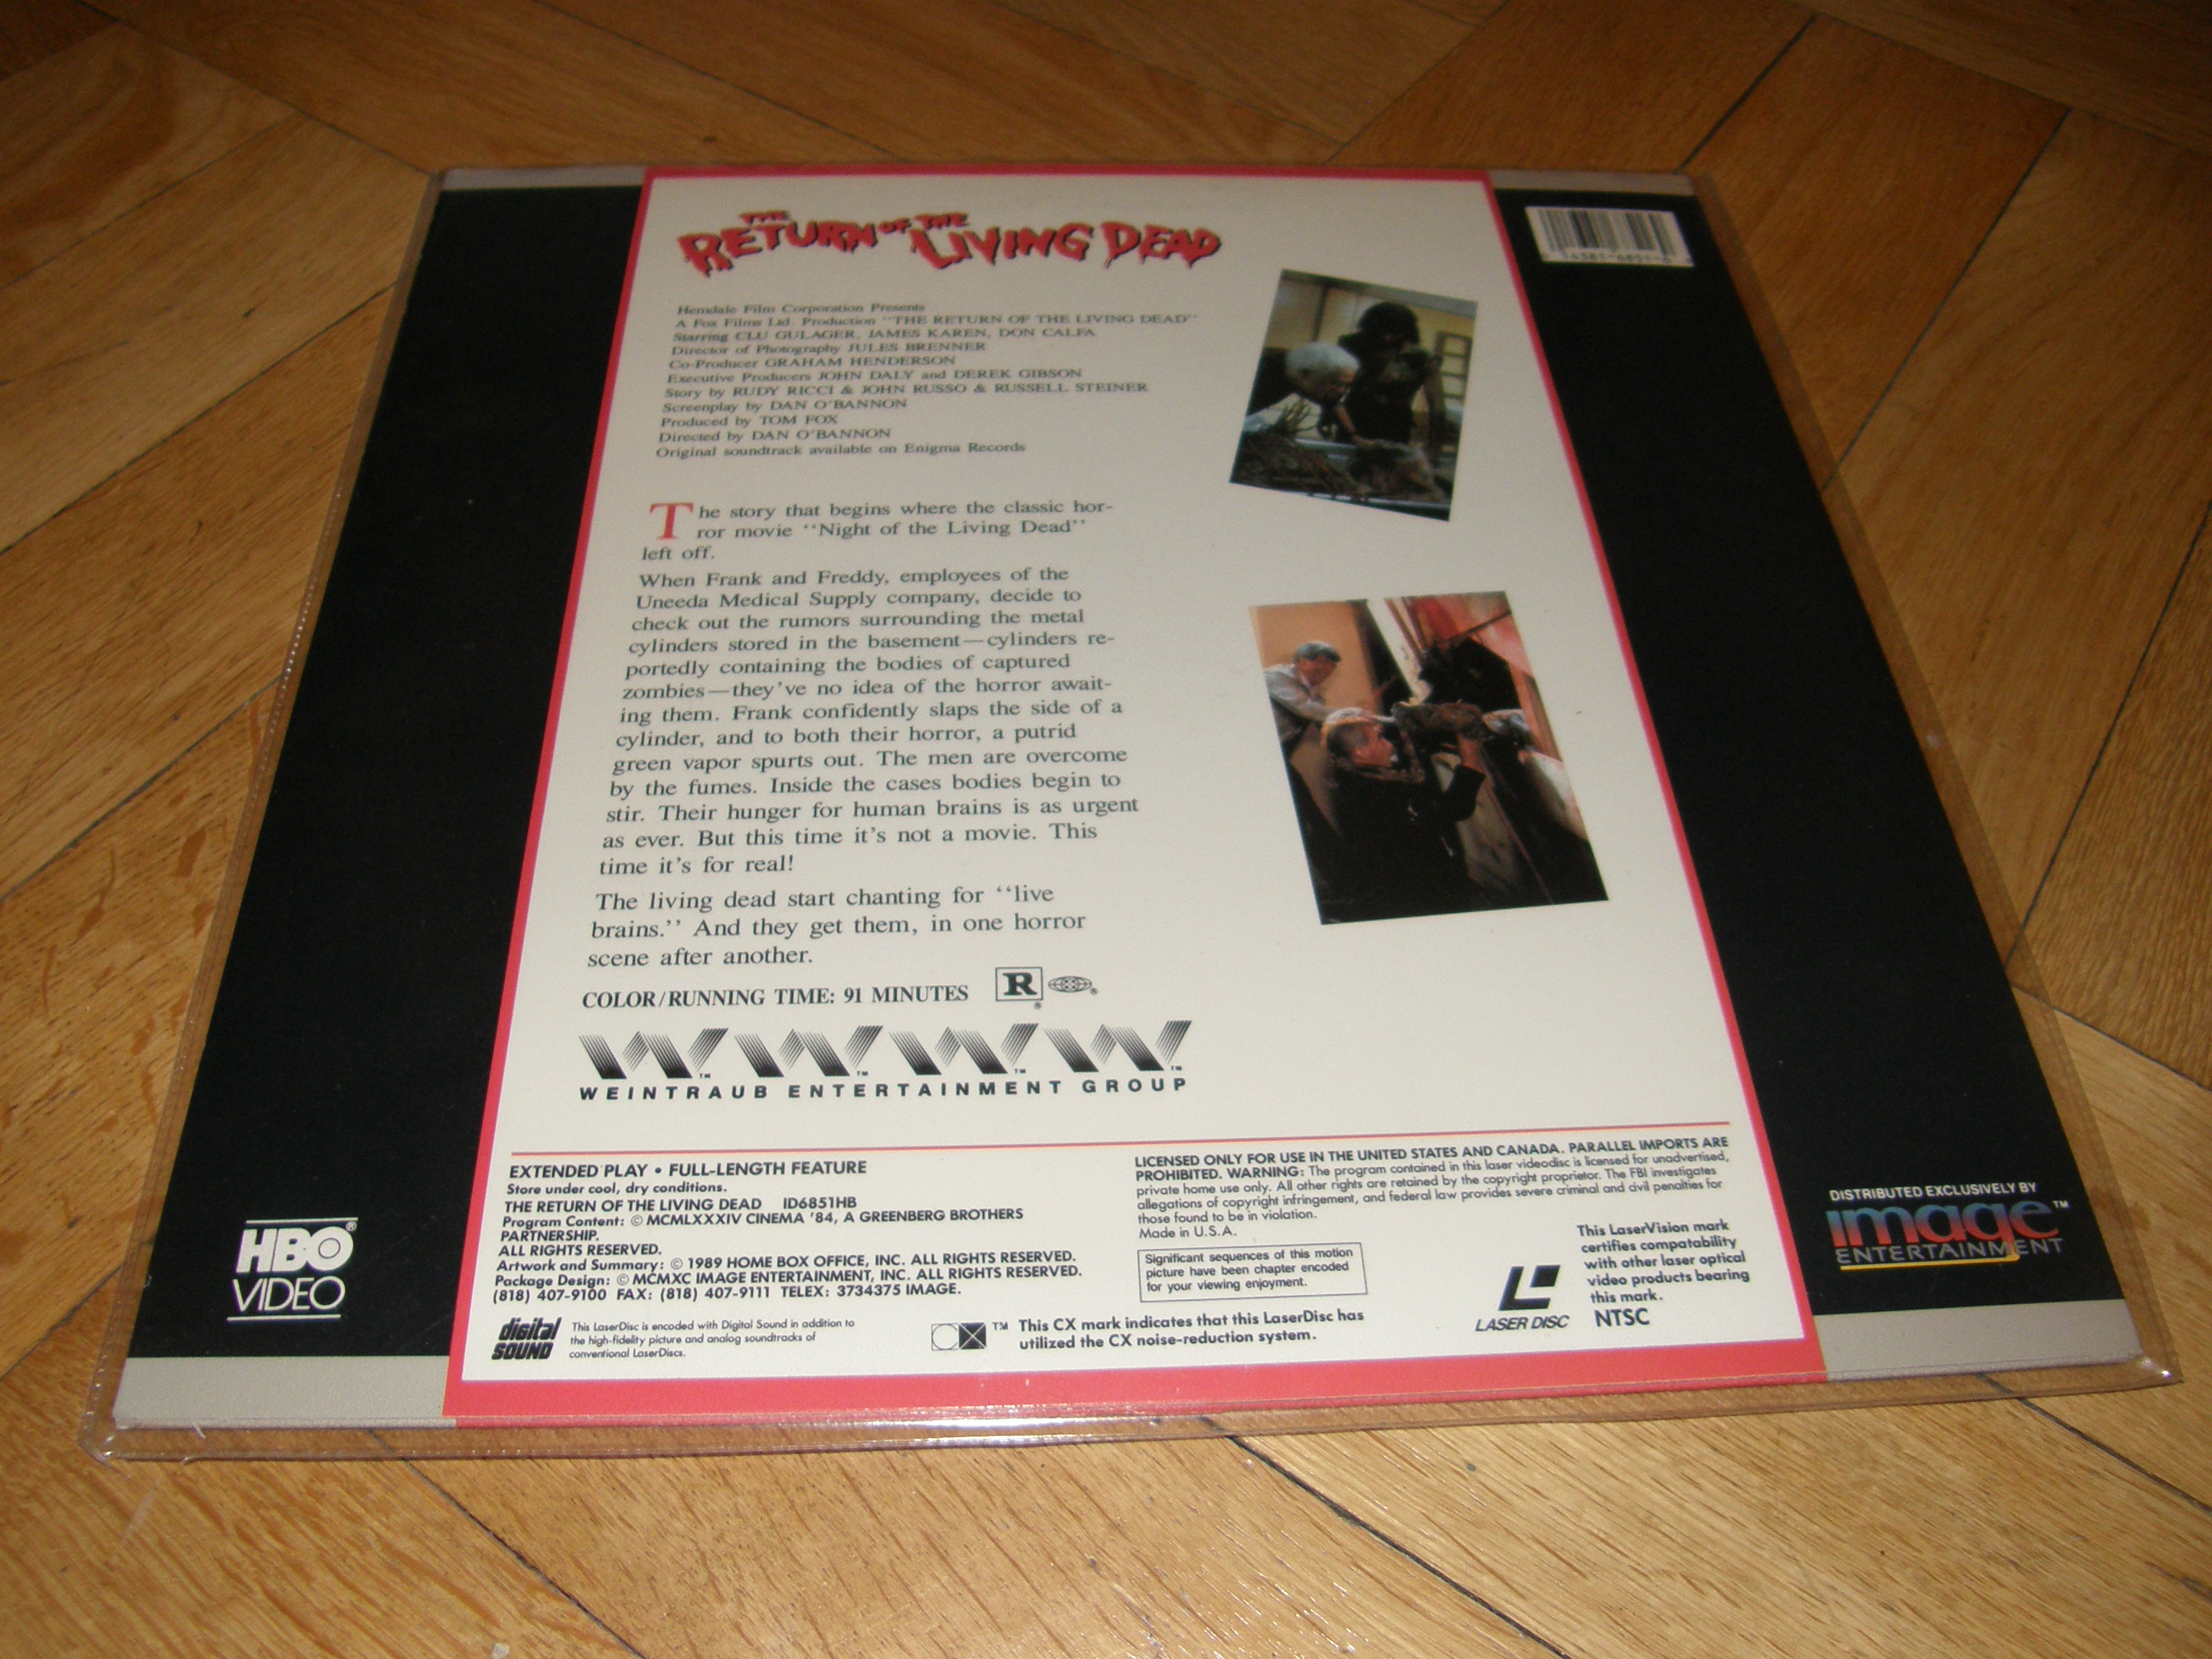 THE RETURN OF THE LIVING DEAD
Hemdale Film Corporation Presents
A Fox Films Ltd. Production "THE RETURN OF THE LIVING DEAD"
Starring CLU GULAGER, JAMES KAREN, DON CALFA
Director of Photography JULES BRENNER
Co-Producer GRAHAM HENDERSON
Executive Producers JOHN DALY and DEREK GIBSON
Story by RUDY RICCI & JOHN RUSSO & RUSSELL STEINER
Screenplay by DAN O'BANNON
Produced by TOM FOX
Directed by DAN O'BANNON
Original soundtrack available on Enigma Records
The story that begins where the classic hor-
ror movie "Night of the Living Dead"
left off.
When Frank and Freddy, employees of the
Uneeda Medical Supply company, decide to
check out the rumors surrounding the metal
cylinders stored in the basement—cylinders re-
portedly containing the bodies of captured
zombies—they've no idea of the horror await-
ing them. Frank confidently slaps the side of a
cylinder, and to both their horror, a putrid
green vapor spurts out. The men are overcome
by the fumes. Inside the cases bodies begin to
stir. Their hunger for human brains is as urgent
as ever. But this time it's not a movie. This
time it's for real!
The living dead start chanting for "live
brains." And they get them, in one horror
scene after another.
COLOR/RUNNING TIME: 91 MINUTES R®
W.™ W.™ W.™ W.™
WEINTRAUB ENTERTAINMENT GROUP
EXTENDED PLAY • FULL-LENGTH FEATURE
Store under cool, dry conditions.
THE RETURN OF THE LIVING DEAD ID6851HB
Program Content: © MCMLXXXIV CINEMA '84, A GREENBERG BROTHERS
PARTNERSHIP.
ALL RIGHTS RESERVED.
Artwork and Summary: © 1989 HOME BOX OFFICE, INC. ALL RIGHTS RESERVED.
Package Design: © MCMXC IMAGE ENTERTAINMENT, INC. ALL RIGHTS RESERVED.
(818) 407-9100 FAX: (818) 407-9111 TELEX: 3734375 IMAGE.
digital
SOUND
This LaserDisc is encoded with Digital Sound in addition to
the high-fidelity picture and analog soundtracks of
conventional LaserDiscs.
LICENSED ONLY FOR USE IN THE UNITED STATES AND CANADA. PARALLEL IMPORTS ARE
PROHIBITED. WARNING: The program contained in this laser videodisc is licensed for unadvertised,
private home use only. All other rights are retained by the copyright proprietor. The FBI investigates
allegations of copyright infringement, and federal law provides severe criminal and civil penalties for
those found to be in violation.
Made in U.S.A.
Significant sequences of this motion
picture have been chapter encoded
for your viewing enjoyment.
CX ™ This CX mark indicates that this LaserDisc has
utilized the CX noise-reduction system.
LASER DISC
This LaserVision mark
certifies compatability
with other laser optical
video products bearing
this mark.
NTSC
HBO®
VIDEO
DISTRIBUTED EXCLUSIVELY BY
image™
ENTERTAINMENT